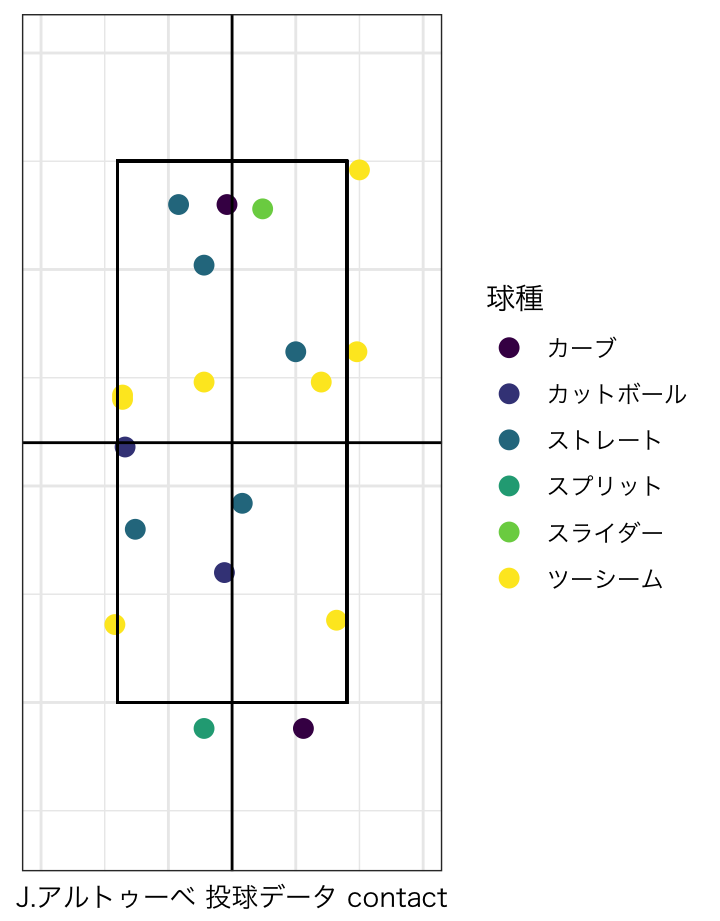 球種
カーブ
カットボール
ストレート
スプリット
スライダー
ツーシーム
J.アルトゥーベ 投球データ contact